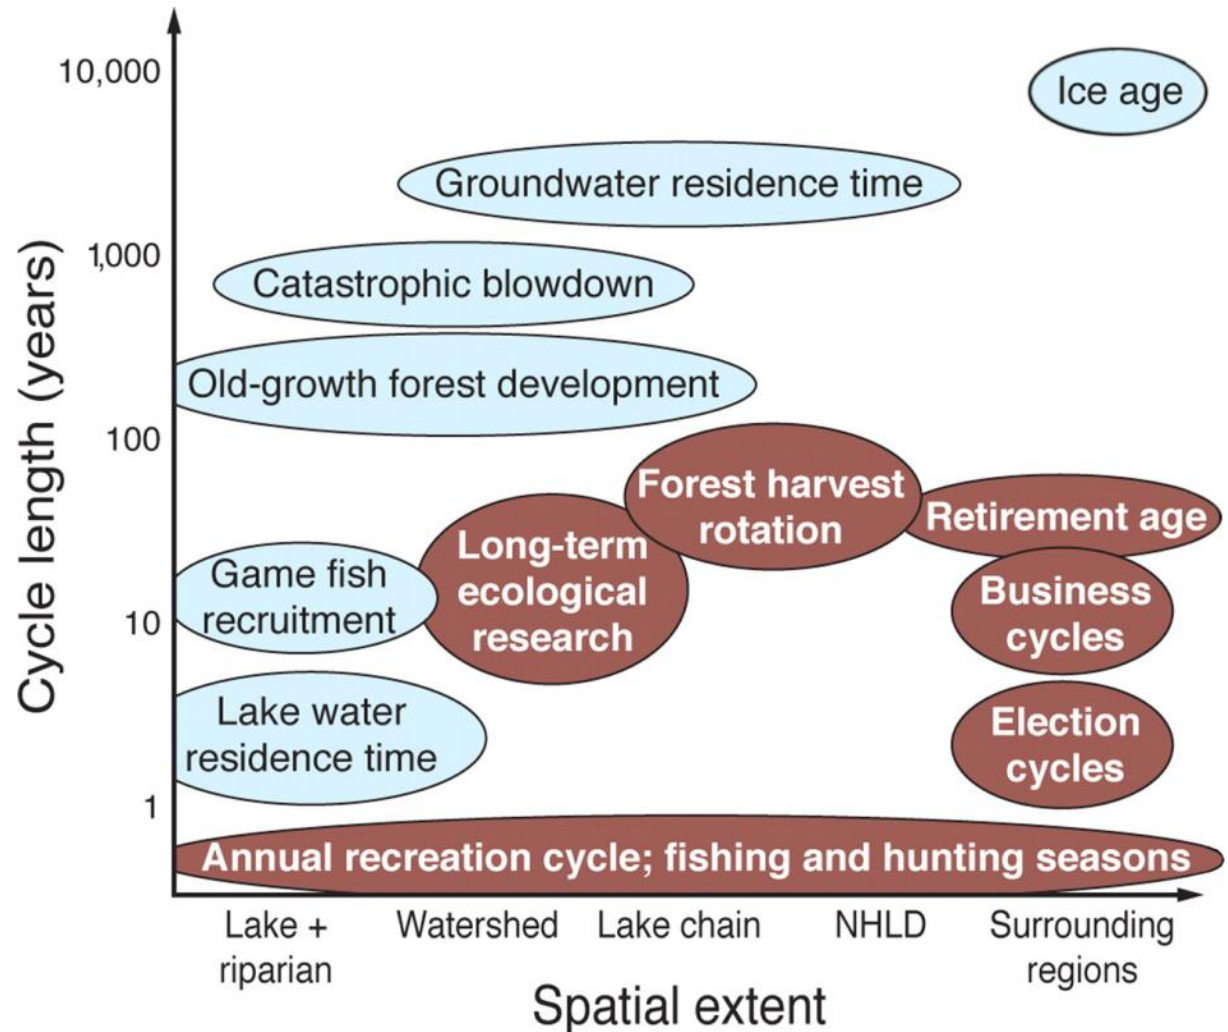 10,000
Ice age
Groundwater residence time
1,000
Catastrophic blowdown
Old-growth forest development
100
Forest harvest
rotation
Retirement age
Long-term
ecological
research
Game fish
recruitment
Business
cycles
10
Lake water
residence time
Election
cycles
1
Annual recreation cycle; fishing and hunting seasons
Cycle length (years)
Lake +
riparian
Watershed
Lake chain
NHLD
Surrounding
regions
Spatial extent